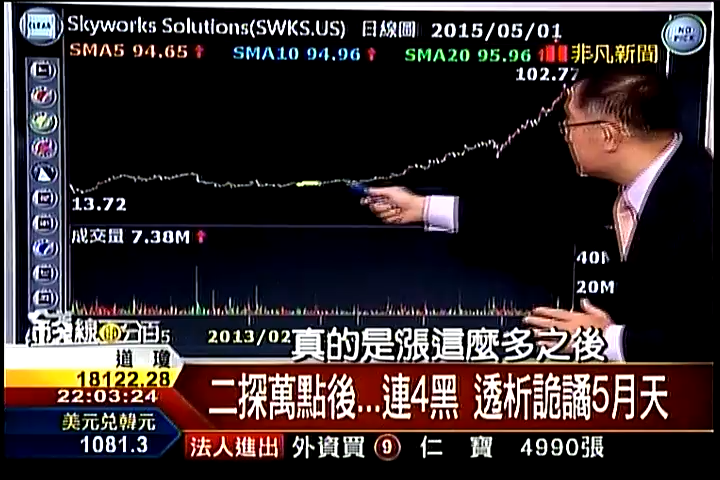 CLEAR
Skyworks Solutions(SWKS.US) 日線圖 2015/05/01
NO PICK
SMA5 94.65↑ SMA10 94.96↑ SMA20 95.96↑
非凡新聞
102.77
13.72
成交量 7.38M↑
40M
20M
2013/02
真的是漲這麼多之後
道瓊
18122.28
22:03:24
二探萬點後...連4黑 透析詭譎5月天
美元兌韓元
1081.3
法人進出 外資買 9 仁寶 4990張